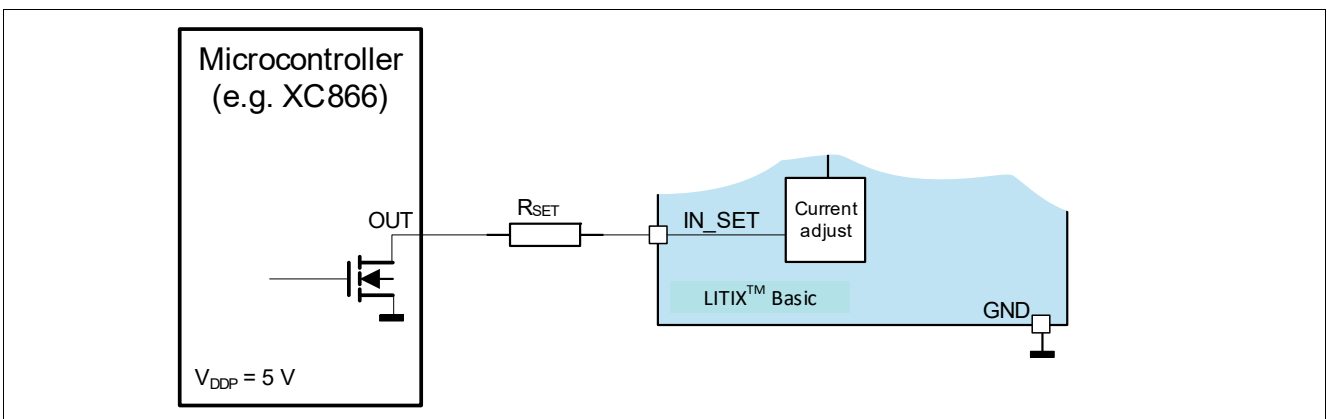 Microcontroller
(e.g. XC866)
OUT
RSET
IN_SET
Current
adjust
LITIX™ Basic
GND
VDDP = 5 V